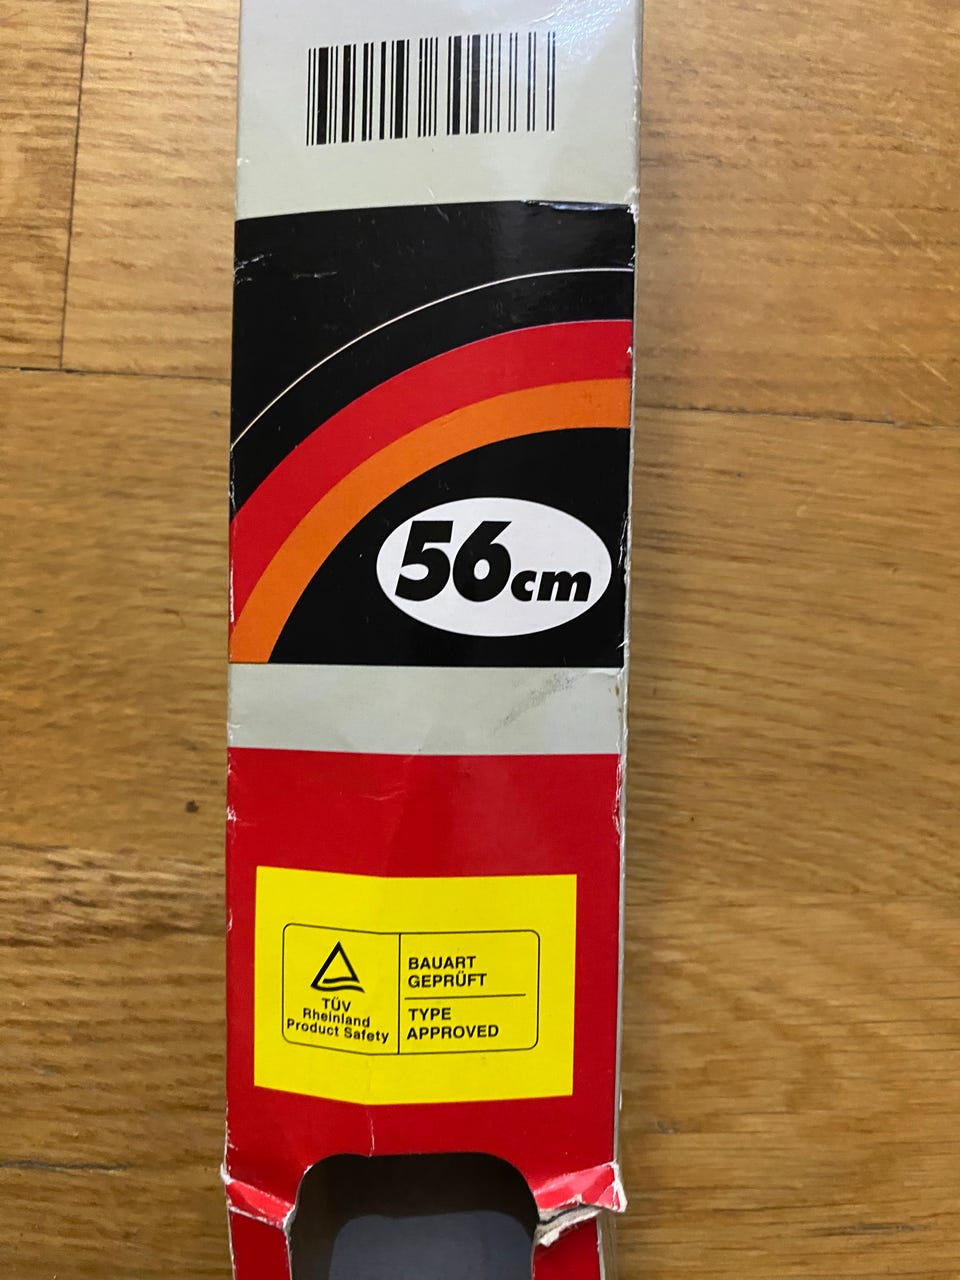 56cm
TÜV
Rheinland
Product Safety
BAUART
GEPRÜFT
TYPE
APPROVED